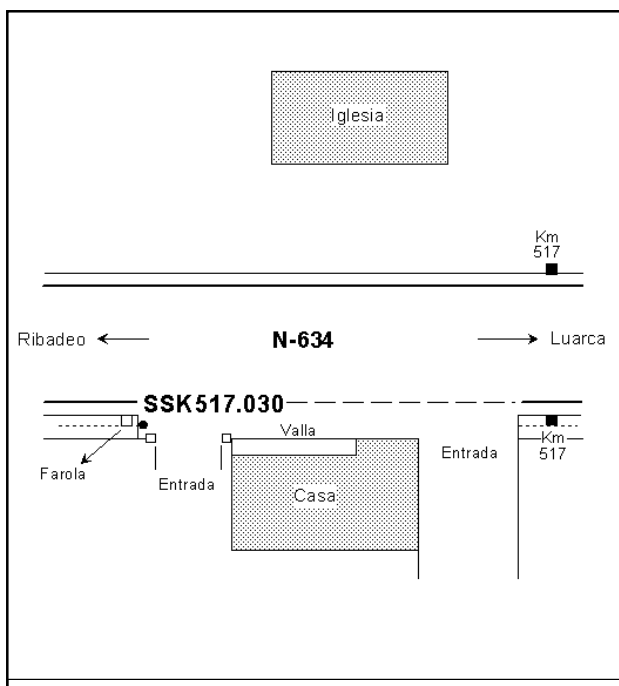 Iglesia
Km
517
Ribadeo
N-634
Luarca
SSK517.030
Valla
Entrada
Km
517
Farola
Entrada
Casa